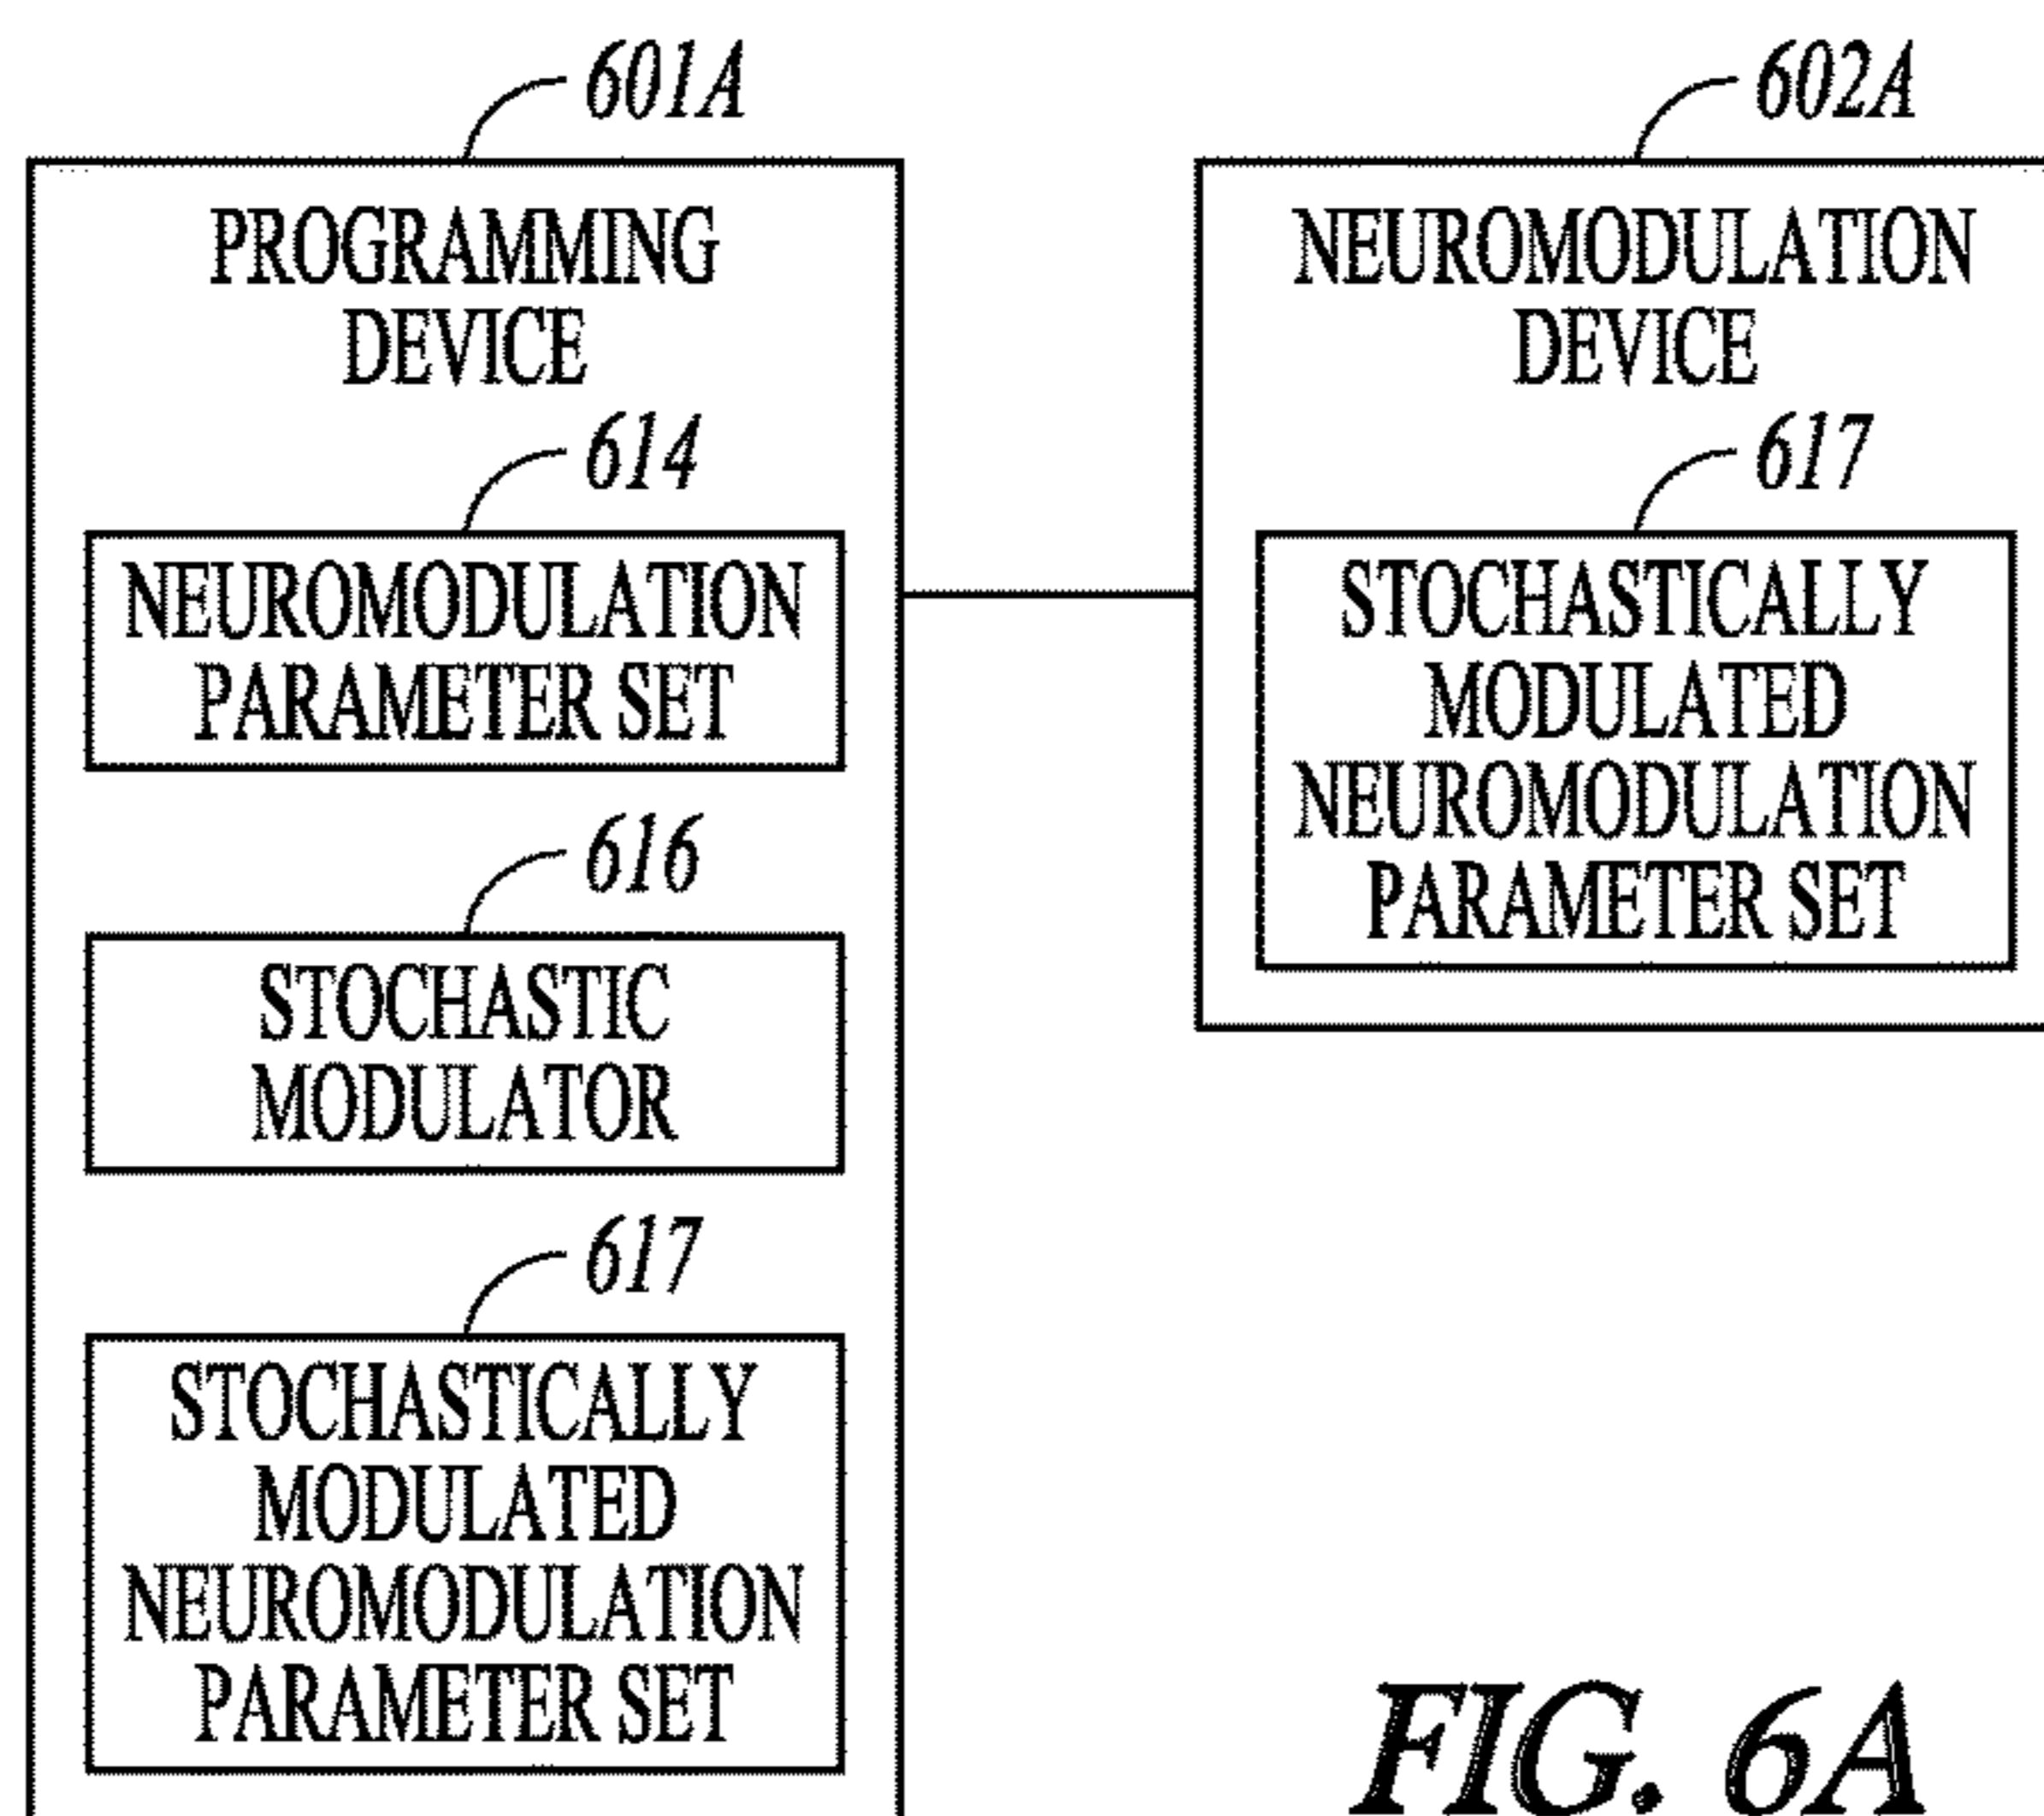 601A
PROGRAMMING
DEVICE
614
NEUROMODULATION
PARAMETER SET
616
STOCHASTIC
MODULATOR
617
STOCHASTICALLY
MODULATED
NEUROMODULATION
PARAMETER SET
602A
NEUROMODULATION
DEVICE
617
STOCHASTICALLY
MODULATED
NEUROMODULATION
PARAMETER SET
FIG. 6A